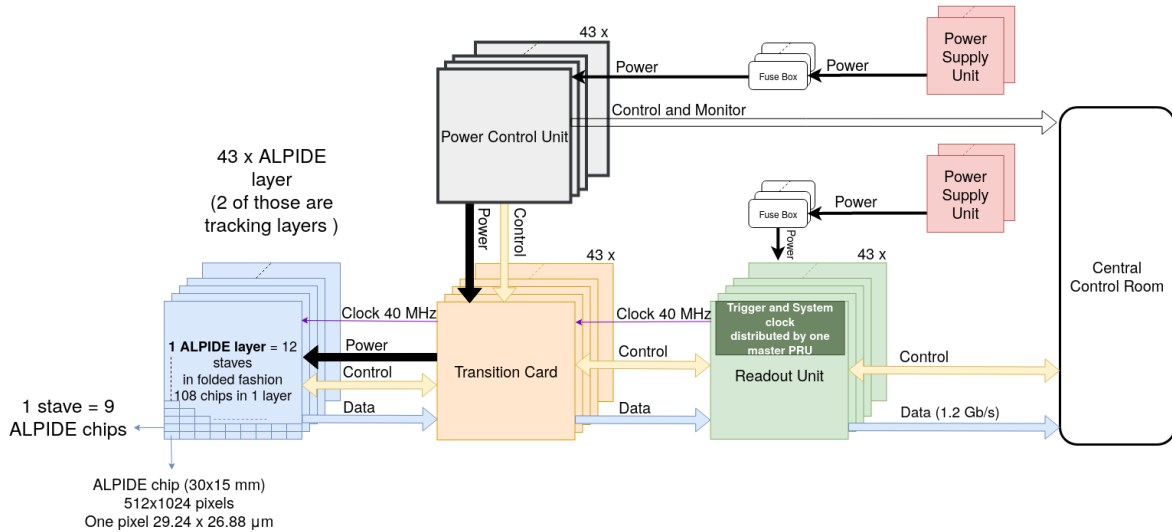 43 x
Power
Supply
Unit
Power
Fuse Box
Power
Power Control Unit
Control and Monitor
43 x ALPIDE
layer
(2 of those are
tracking layers )
Power
Supply
Unit
Power
Fuse Box
Power
Power
Control
43 x
43 x
Central
Control Room
Clock 40 MHz
Clock 40 MHz
Trigger and System
clock
distributed by one
master PRU
1 ALPIDE layer = 12
staves
in folded fashion
108 chips in 1 layer
Power
Control
Data
Transition Card
Control
Data
Readout Unit
Control
Data (1.2 Gb/s)
1 stave = 9
ALPIDE chips
ALPIDE chip (30x15 mm)
512x1024 pixels
One pixel 29.24 x 26.88 µm